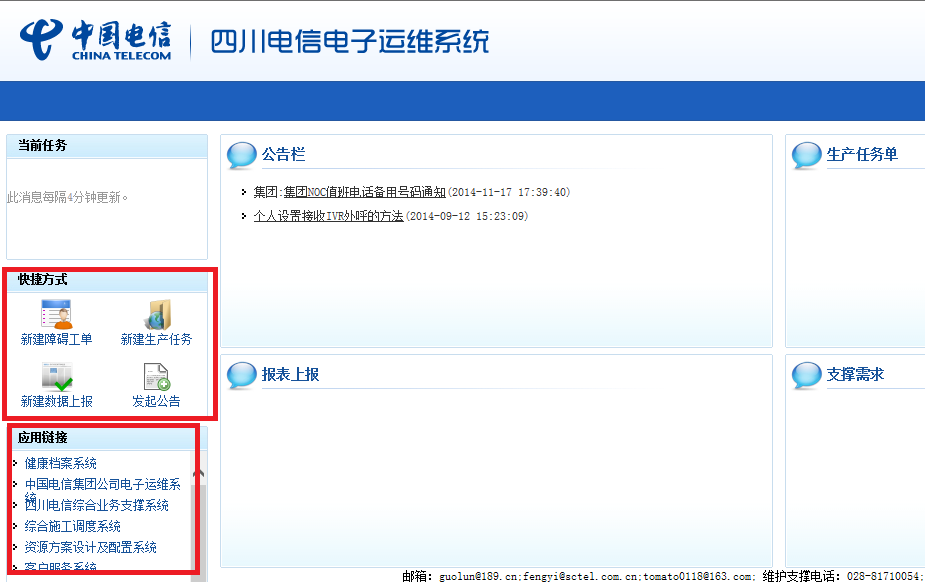 中国电信
CHINA TELECOM
四川电信电子运维系统
当前任务
此消息每隔4分钟更新。
快捷方式
新建障碍工单
新建生产任务
新建数据上报
发起公告
应用链接
健康档案系统
中国电信集团公司电子运维系
统
四川电信综合业务支撑系统
综合施工调度系统
资源方案设计及配置系统
客户服务系统
公告栏
集团:集团NOC值班电话备用号码通知(2014-11-17 17:39:40)
个人设置接收IVR外呼的方法(2014-09-12 15:23:09)
报表上报
生产任务单
支撑需求
邮箱: guolun@189.cn;fengyi@sctel.com.cn;tomato0118@163.com; 维护支撑电话: 028-81710054;